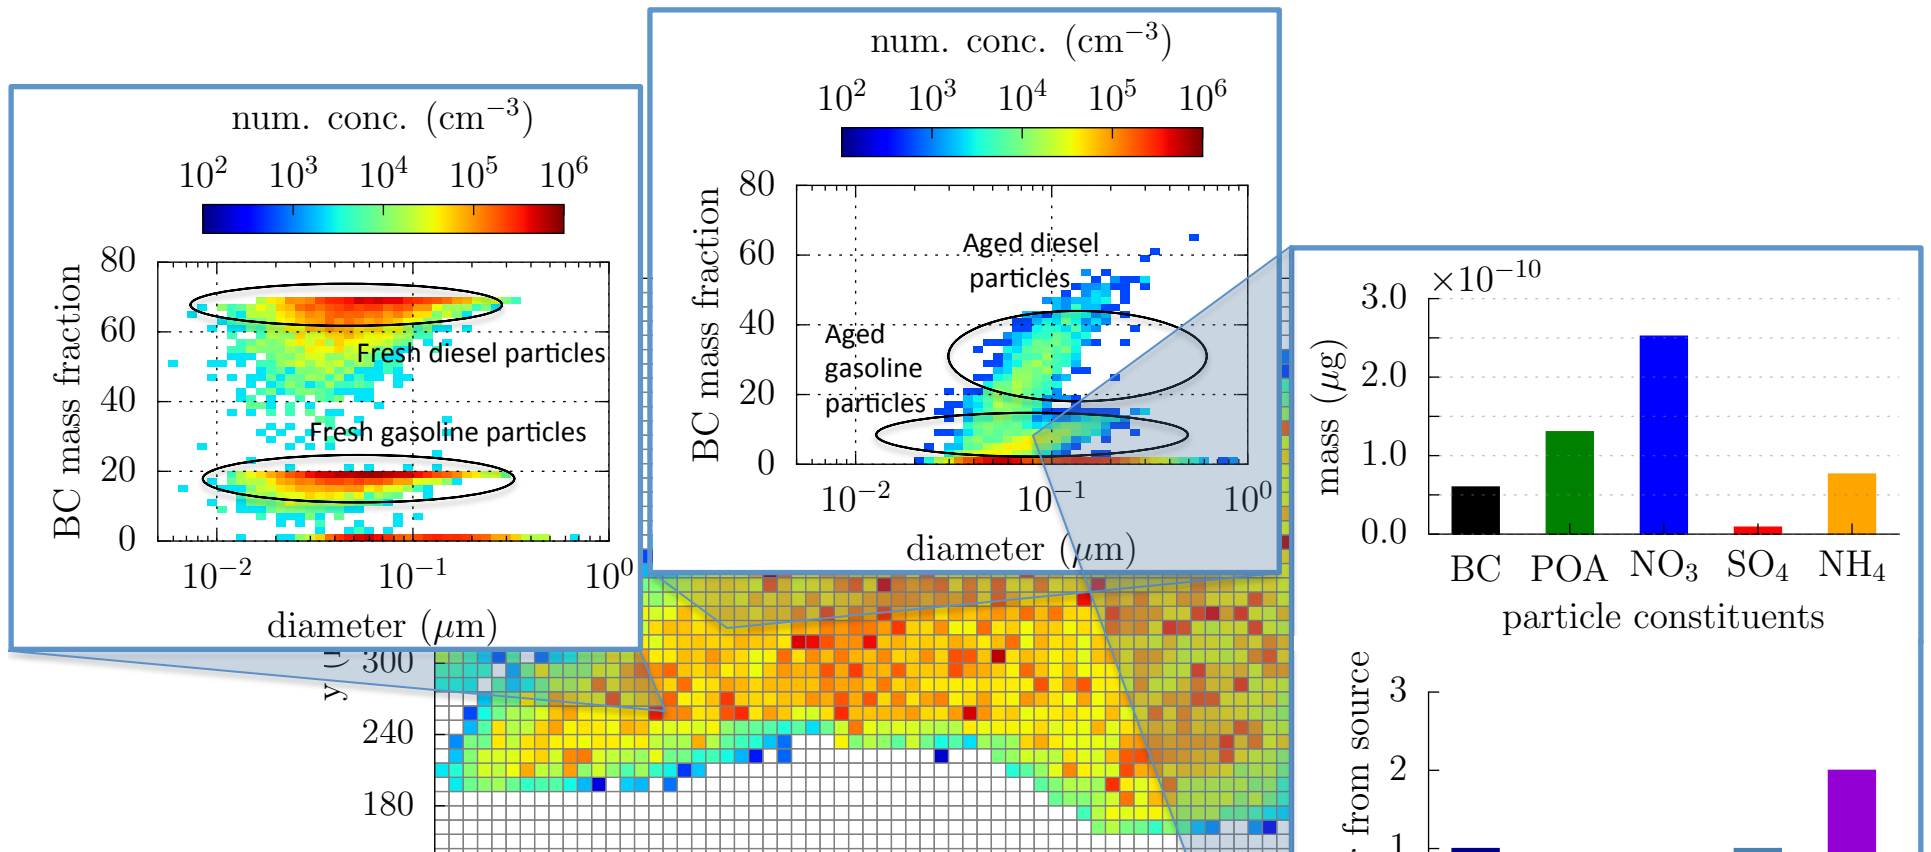 num. conc. (cm⁻³)
10² 10³ 10⁴ 10⁵ 10⁶
BC mass fraction
80
60
40
20
0
Fresh diesel particles
Fresh gasoline particles
10⁻² 10⁻¹ 10⁰
diameter (μm)
num. conc. (cm⁻³)
10² 10³ 10⁴ 10⁵ 10⁶
BC mass fraction
80
60
40
20
0
Aged diesel
particles
Aged
gasoline
particles
10⁻² 10⁻¹ 10⁰
diameter (μm)
×10⁻¹⁰
mass (μg)
3.0
2.0
1.0
0.0
BC POA NO₃ SO₄ NH₄
particle constituents
from source
3
2
1
y
300
240
180